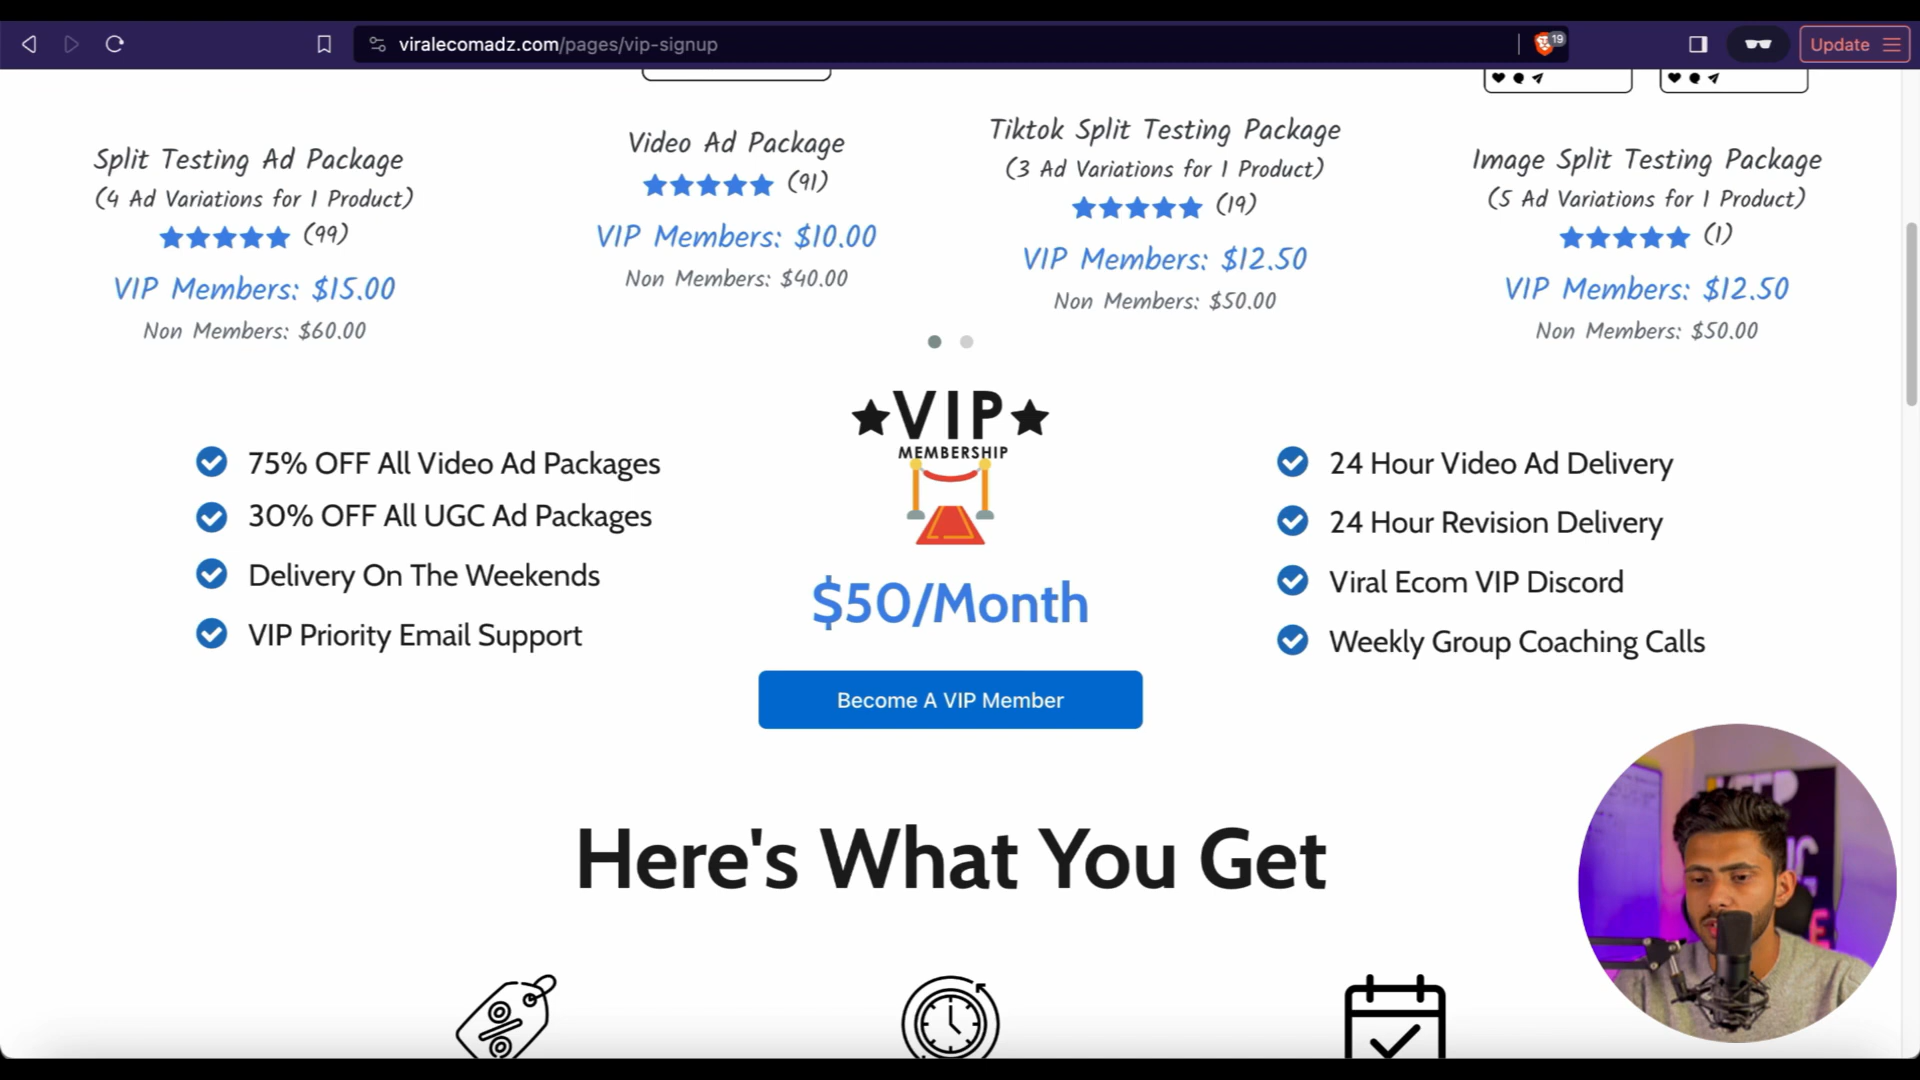 viralecomadz.com/pages/vip-signup
19
Update
Split Testing Ad Package
(4 Ad Variations for 1 Product)
(99)
VIP Members: $15.00
Non Members: $60.00
Video Ad Package
(91)
VIP Members: $10.00
Non Members: $40.00
Tiktok Split Testing Package
(3 Ad Variations for 1 Product)
(19)
VIP Members: $12.50
Non Members: $50.00
Image Split Testing Package
(5 Ad Variations for 1 Product)
(1)
VIP Members: $12.50
Non Members: $50.00
75% OFF All Video Ad Packages
30% OFF All UGC Ad Packages
Delivery On The Weekends
VIP Priority Email Support
VIP
MEMBERSHIP
$50/Month
Become A VIP Member
24 Hour Video Ad Delivery
24 Hour Revision Delivery
Viral Ecom VIP Discord
Weekly Group Coaching Calls
Here's What You Get